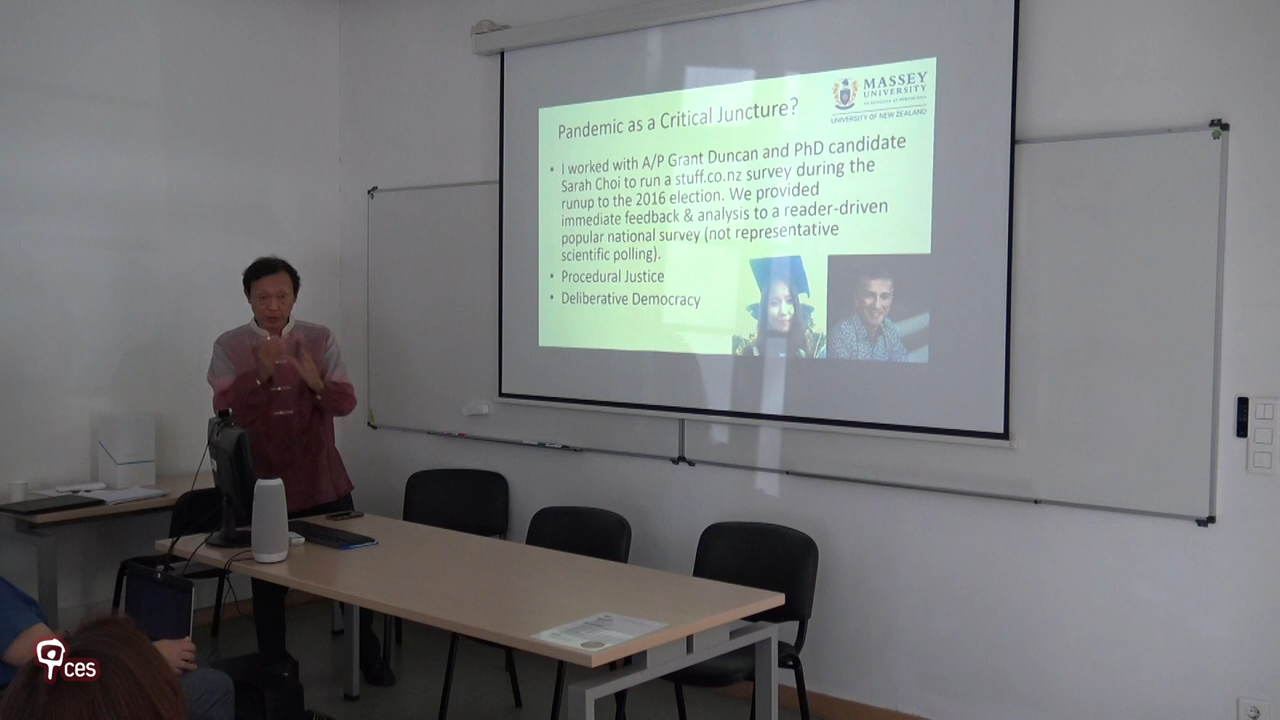 Pandemic as a Critical Juncture?
MASSEY
UNIVERSITY
UNIVERSITY OF NEW ZEALAND
• I worked with A/P Grant Duncan and PhD candidate
Sarah Choi to run a stuff.co.nz survey during the
runup to the 2016 election. We provided
immediate feedback & analysis to a reader-driven
popular national survey (not representative
scientific polling).
• Procedural Justice
• Deliberative Democracy
ces